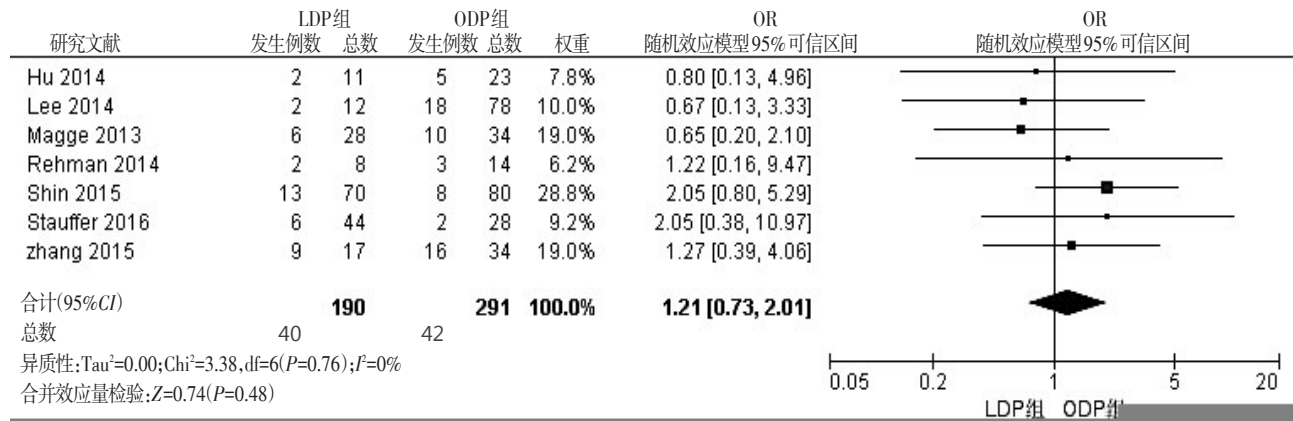 LDP组 ODP组 OR OR
研究文献 发生例数 总数 发生例数 总数 权重 随机效应模型95%可信区间 随机效应模型95%可信区间
Hu 2014 2 11 5 23 7.8% 0.80 [0.13, 4.96]
Lee 2014 2 12 18 78 10.0% 0.67 [0.13, 3.33]
Magge 2013 6 28 10 34 19.0% 0.65 [0.20, 2.10]
Rehman 2014 2 8 3 14 6.2% 1.22 [0.16, 9.47]
Shin 2015 13 70 8 80 28.8% 2.05 [0.80, 5.29]
Stauffer 2016 6 44 2 28 9.2% 2.05 [0.38, 10.97]
zhang 2015 9 17 16 34 19.0% 1.27 [0.39, 4.06]
合计(95%CI) 190 291 100.0% 1.21 [0.73, 2.01]
总数 40 42
异质性:Tau²=0.00;Chi²=3.38,df=6(P=0.76);I²=0%
合并效应量检验:Z=0.74(P=0.48)
0.05 0.2 1 5 20
LDP组 ODP组